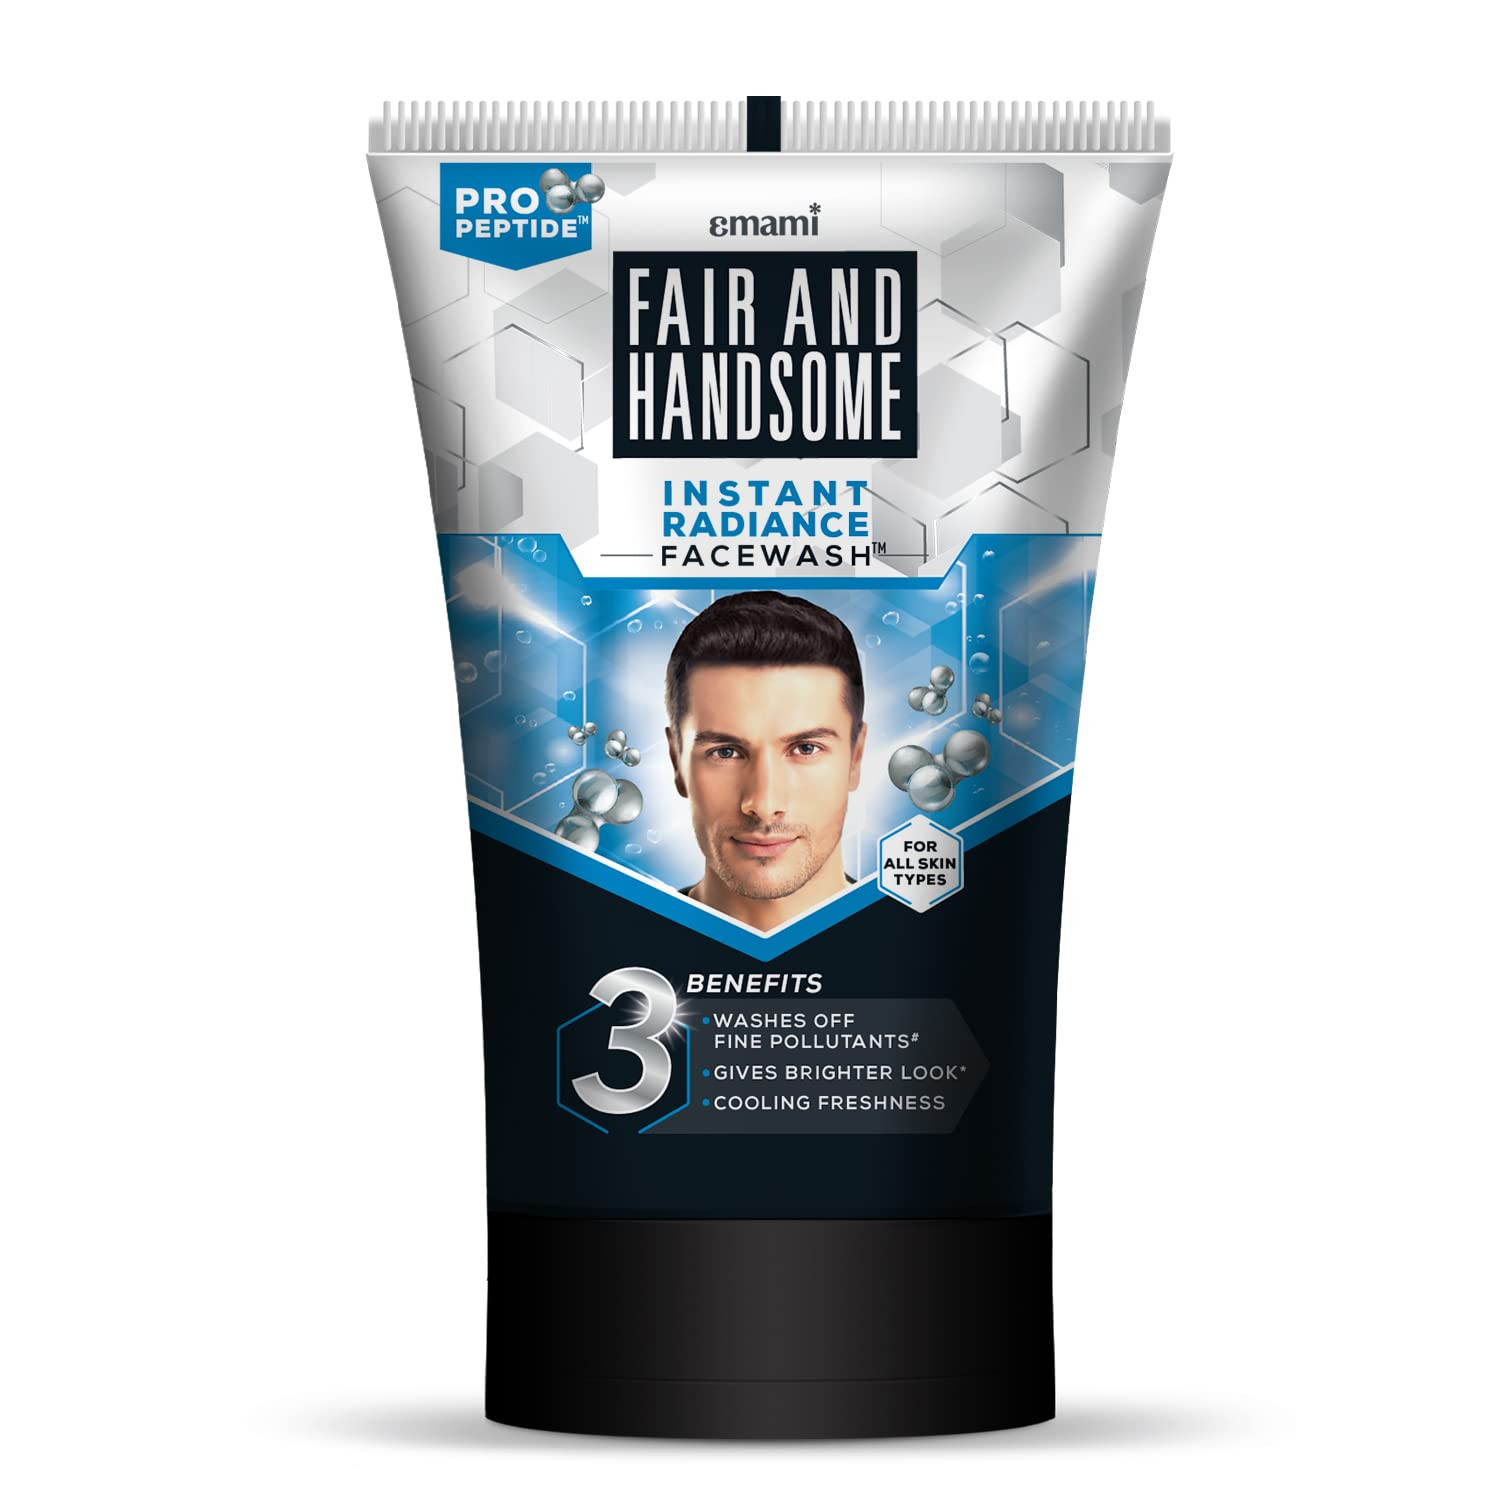 PRO
PEPTIDE™
emami*
FAIR AND
HANDSOME
INSTANT
RADIANCE
FACEWASH™
FOR
ALL SKIN
TYPES
3 BENEFITS
• WASHES OFF
FINE POLLUTANTS#
• GIVES BRIGHTER LOOK*
• COOLING FRESHNESS